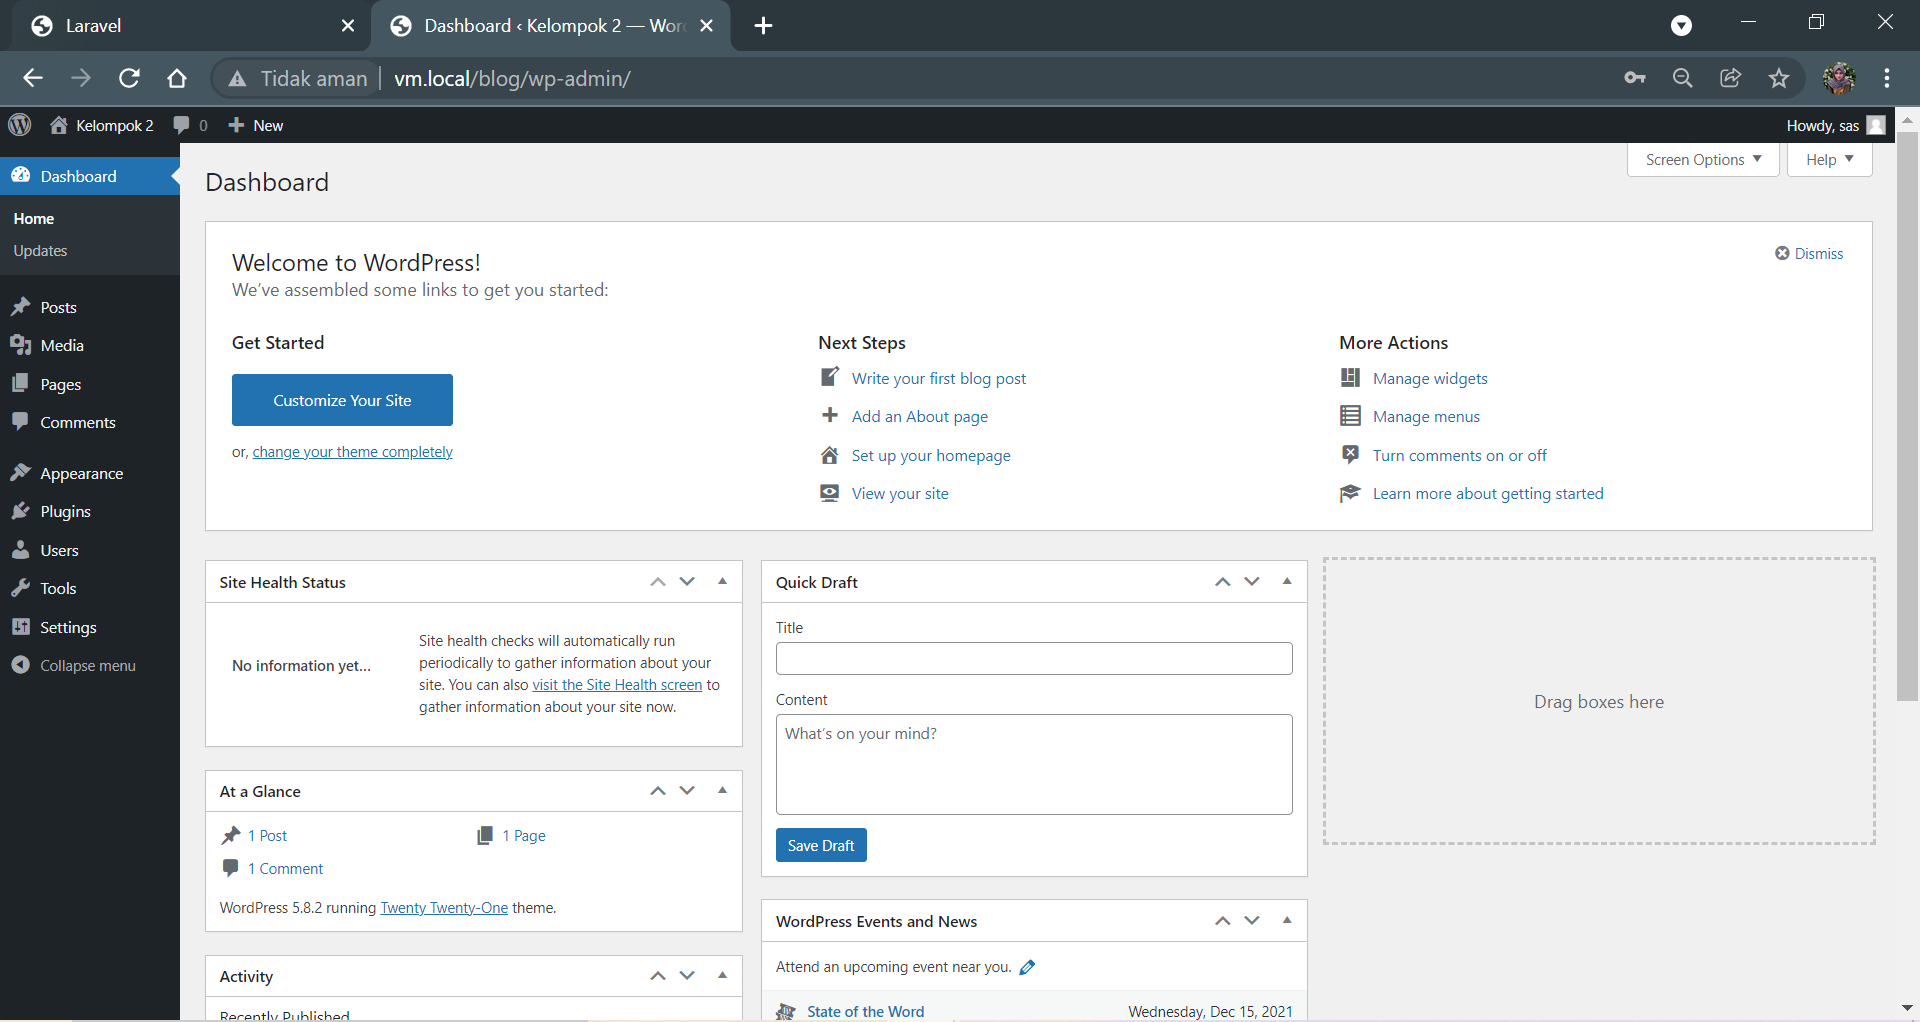 Laravel
Dashboard ‹ Kelompok 2 — Wor
Tidak aman
vm.local/blog/wp-admin/
Kelompok 2
0
New
Howdy, sas
Dashboard
Home
Updates
Posts
Media
Pages
Comments
Appearance
Plugins
Users
Tools
Settings
Collapse menu
Dashboard
Screen Options
Help
Welcome to WordPress!
We've assembled some links to get you started:
Dismiss
Get Started
Customize Your Site
or, change your theme completely
Next Steps
Write your first blog post
Add an About page
Set up your homepage
View your site
More Actions
Manage widgets
Manage menus
Turn comments on or off
Learn more about getting started
Site Health Status
No information yet...
Site health checks will automatically run
periodically to gather information about your
site. You can also visit the Site Health screen to
gather information about your site now.
At a Glance
1 Post
1 Page
1 Comment
WordPress 5.8.2 running Twenty Twenty-One theme.
Activity
Recently Published
Quick Draft
Title
Content
What's on your mind?
Save Draft
WordPress Events and News
Attend an upcoming event near you.
State of the Word
Wednesday, Dec 15, 2021
Drag boxes here